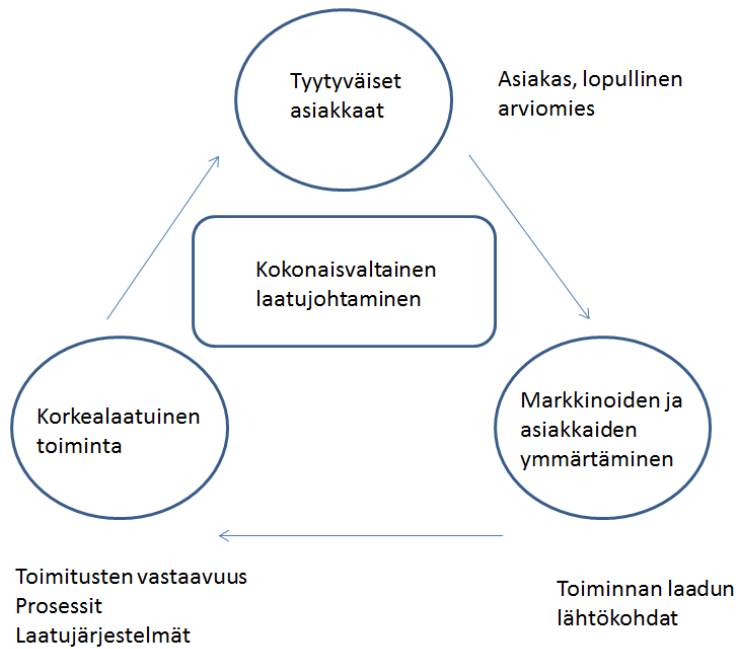 Tyytyväiset
asiakkaat
Asiakas, lopullinen
arviomies
Kokonaisvaltainen
laatujohtaminen
Korkealaatuinen
toiminta
Markkinoiden ja
asiakkaiden
ymmärtäminen
Toimitusten vastaavuus
Prosessit
Laatujärjestelmät
Toiminnan laadun
lähtökohdat